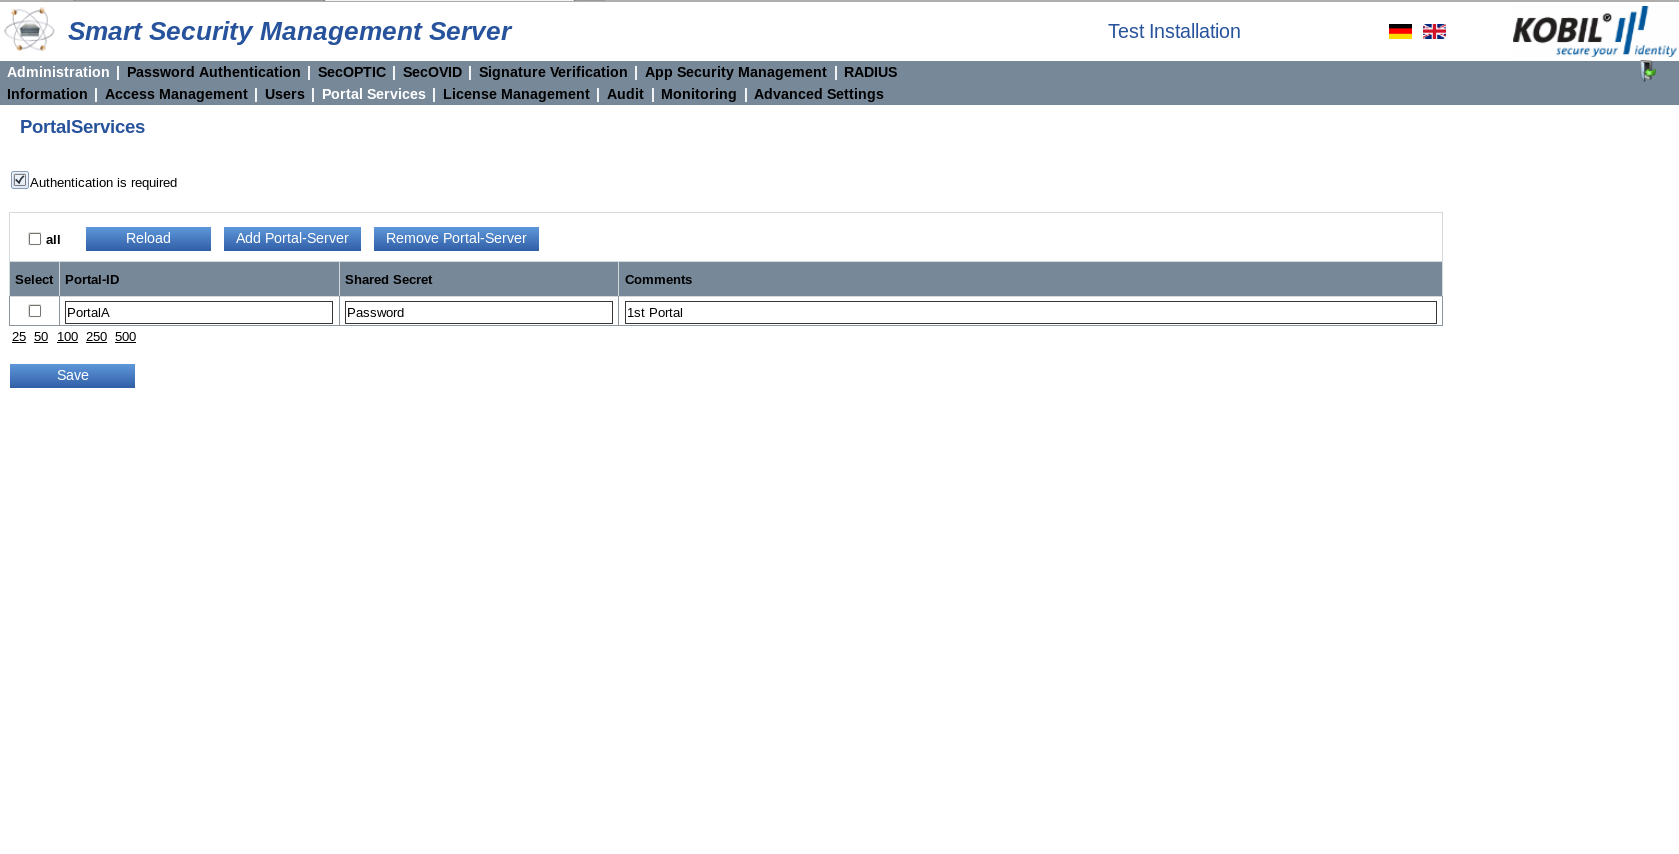 Smart Security Management Server
Test Installation
KOBIL®
secure your identity
Administration | Password Authentication | SecOPTIC | SecOVID | Signature Verification | App Security Management | RADIUS
Information | Access Management | Users | Portal Services | License Management | Audit | Monitoring | Advanced Settings
PortalServices
Authentication is required
all Reload Add Portal-Server Remove Portal-Server
Select Portal-ID Shared Secret Comments
PortalA Password 1st Portal
25 50 100 250 500
Save